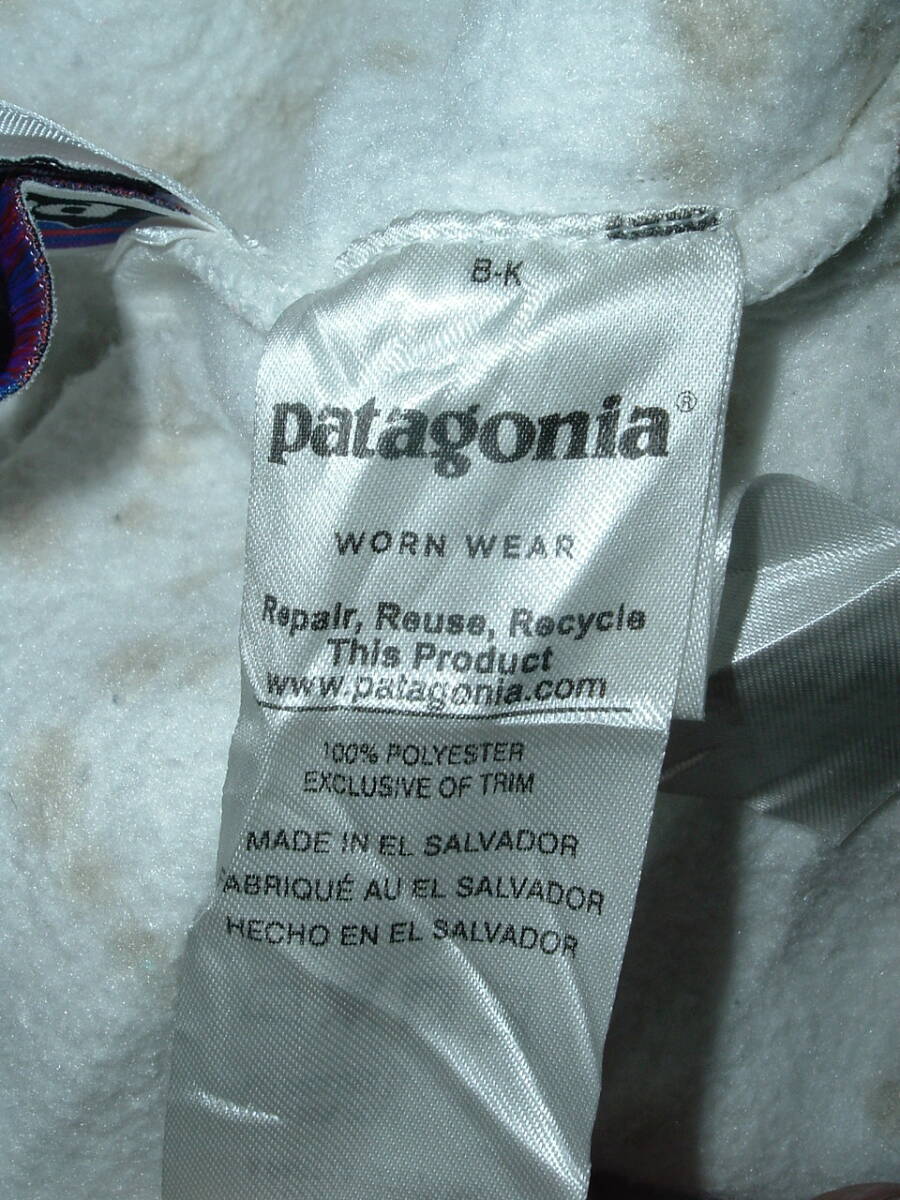 B-K
patagonia®
WORN WEAR
Repair, Reuse, Recycle
This Product
www.patagonia.com
100% POLYESTER
EXCLUSIVE OF TRIM
MADE IN EL SALVADOR
FABRIQUÉ AU EL SALVADOR
HECHO EN EL SALVADOR